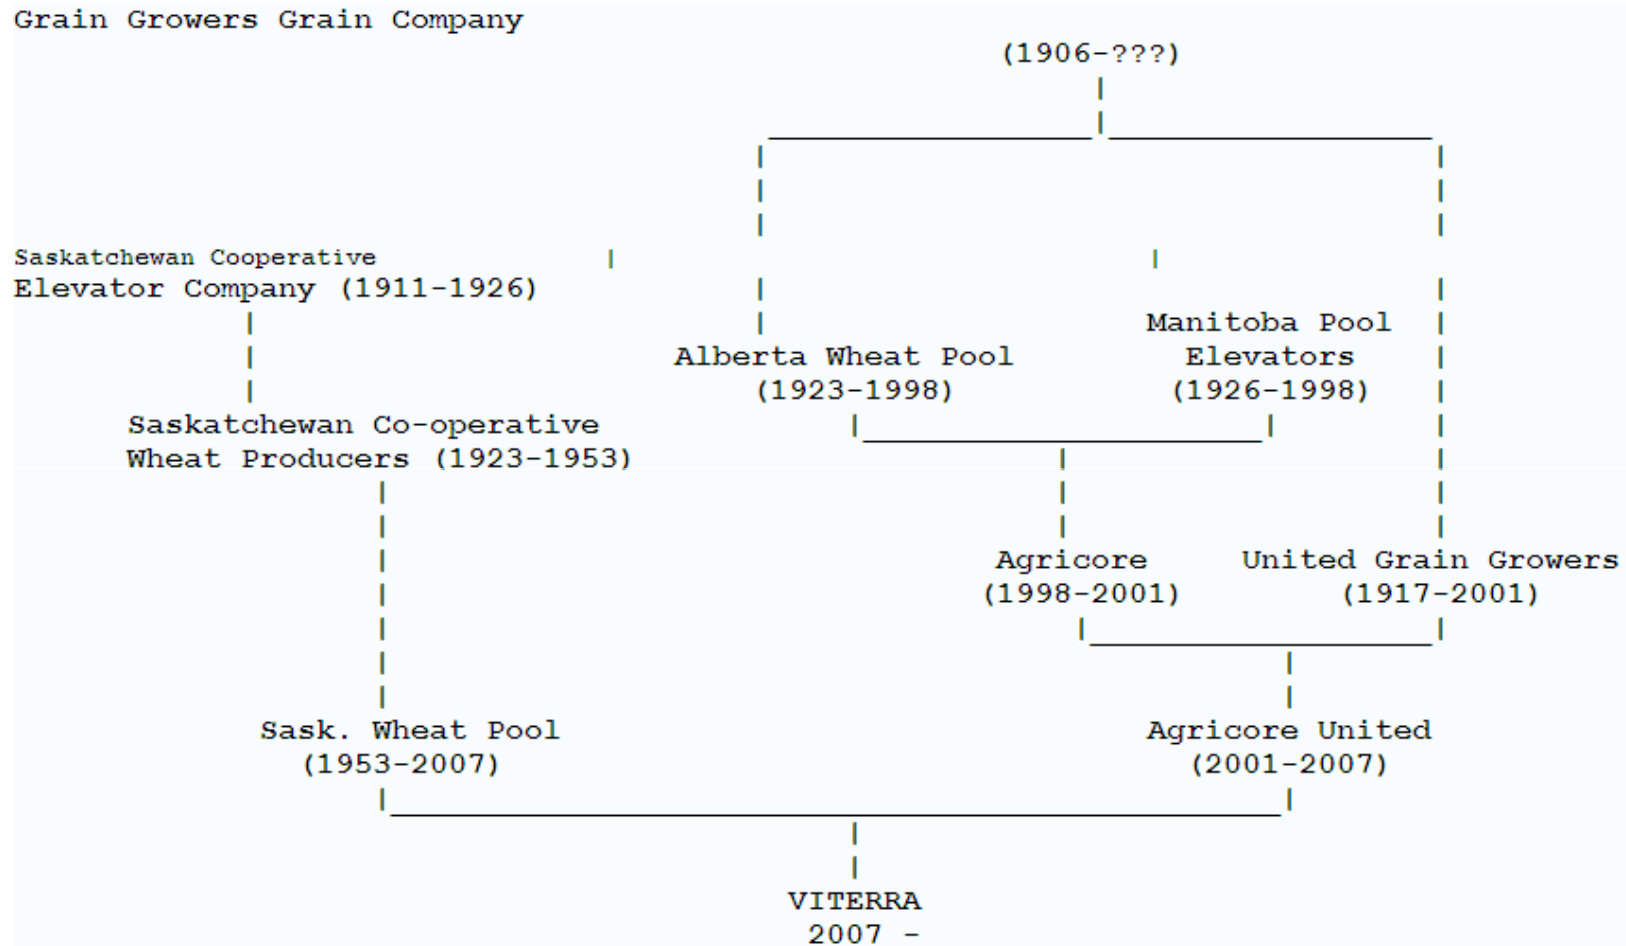 Grain Growers Grain Company
(1906-???)
Saskatchewan Cooperative
Elevator Company (1911-1926)
Manitoba Pool
Alberta Wheat Pool Elevators
(1923-1998) (1926-1998)
Saskatchewan Co-operative
Wheat Producers (1923-1953)
Agricore United Grain Growers
(1998-2001) (1917-2001)
Sask. Wheat Pool Agricore United
(1953-2007) (2001-2007)
VITERRA
2007 -